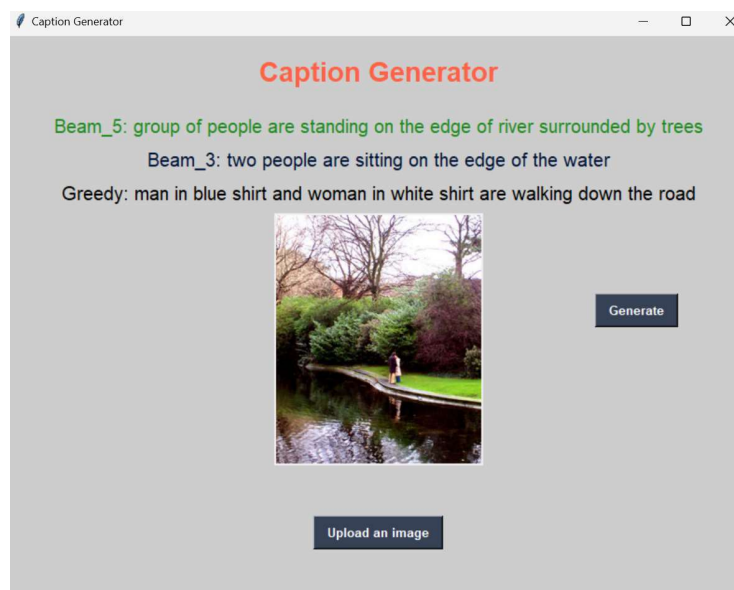 Caption Generator
Caption Generator
Beam_5: group of people are standing on the edge of river surrounded by trees
Beam_3: two people are sitting on the edge of the water
Greedy: man in blue shirt and woman in white shirt are walking down the road
Generate
Upload an image